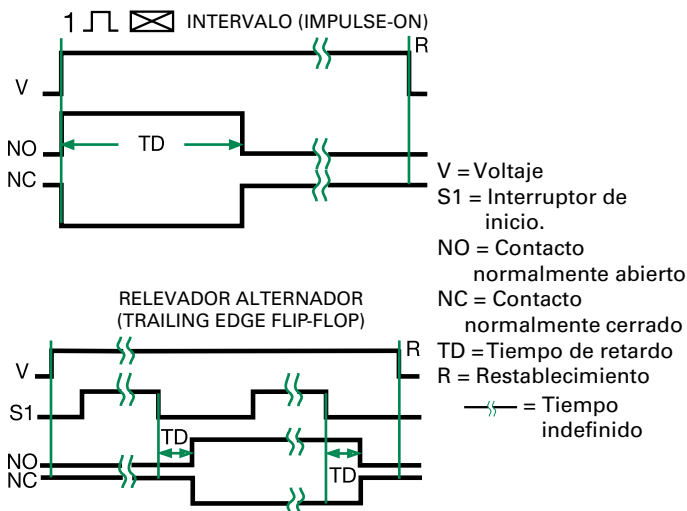 1 INTERVALO (IMPULSE-ON)
R
V
NO
TD
NC
V = Voltaje
S1 = Interruptor de
inicio.
NO = Contacto
normalmente abierto
NC = Contacto
normalmente cerrado
TD = Tiempo de retardo
R = Restablecimiento
= Tiempo
indefinido
RELEVADOR ALTERNADOR
(TRAILING EDGE FLIP-FLOP)
R
V
S1
TD
NO
NC
TD